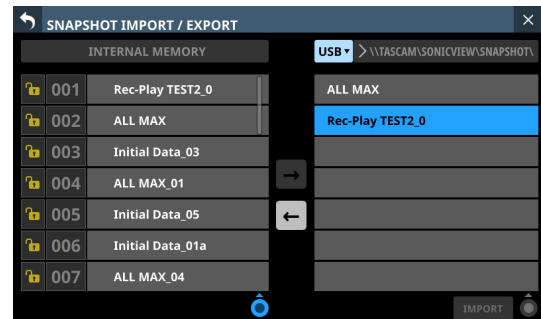 SNAPSHOT IMPORT / EXPORT
INTERNAL MEMORY
USB \\TASCAM\SONICVIEW\SNAPSHOT\
001 Rec-Play TEST2_0
002 ALL MAX
003 Initial Data_03
004 ALL MAX_01
005 Initial Data_05
006 Initial Data_01a
007 ALL MAX_04
ALL MAX
Rec-Play TEST2_0
IMPORT